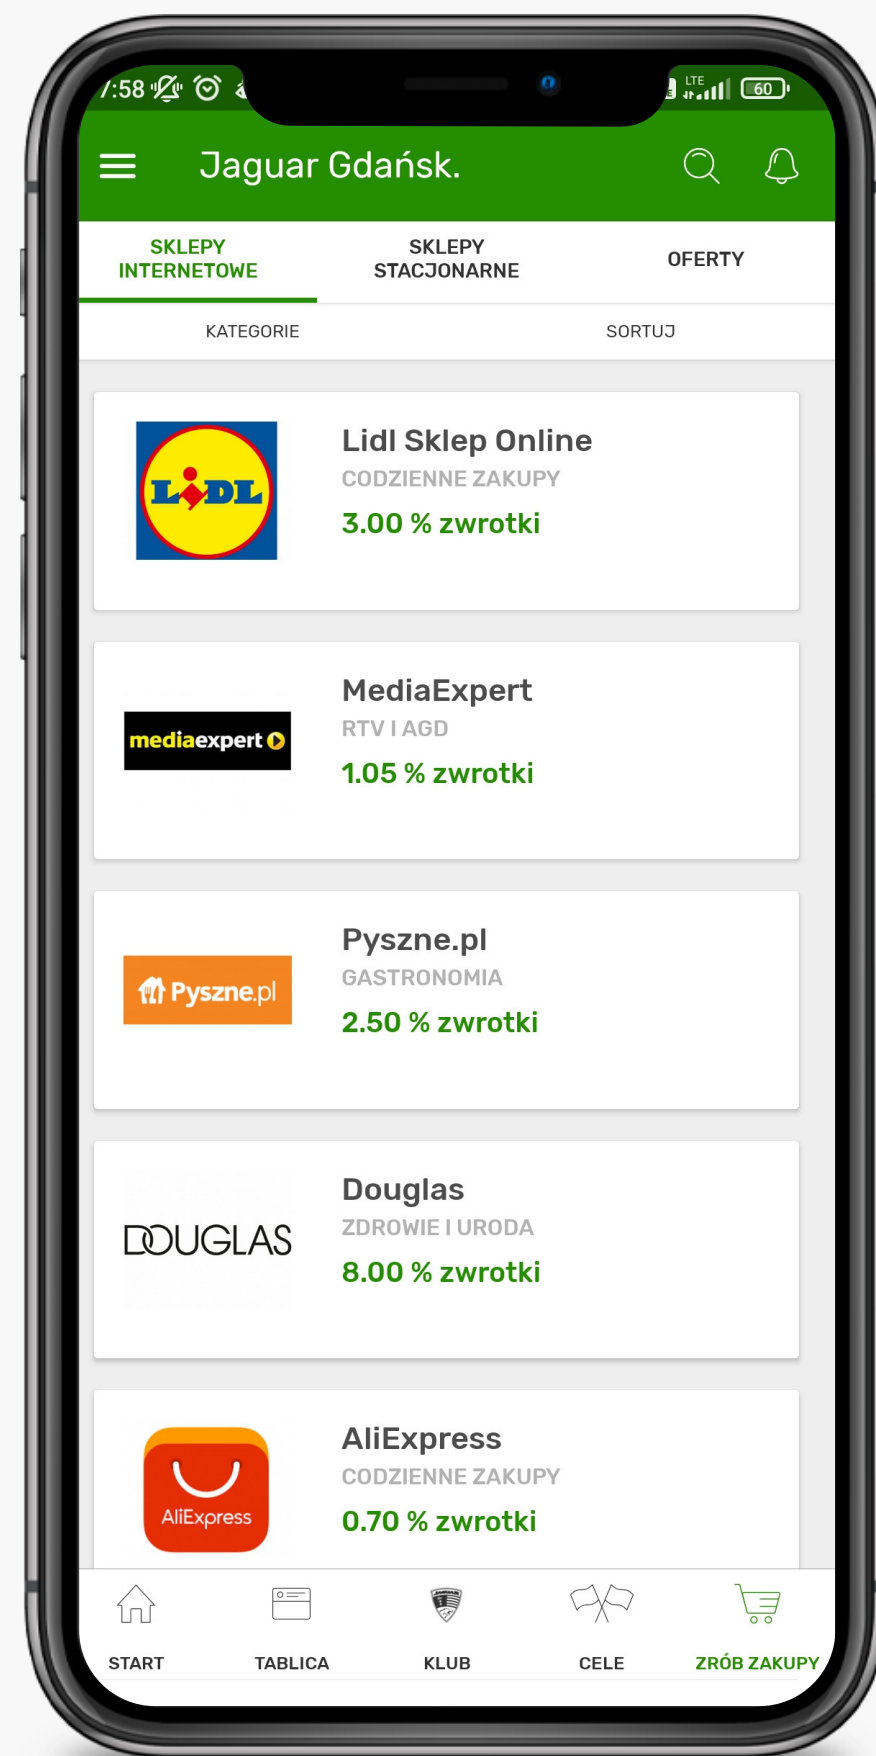 7:58
LTE
60
Jaguar Gdańsk.
SKLEPY
INTERNETOWE
SKLEPY
STACJONARNE
OFERTY
KATEGORIE
SORTUJ
LIDL
Lidl Sklep Online
CODZIENNE ZAKUPY
3.00 % zwrotki
mediaexpert
MediaExpert
RTV I AGD
1.05 % zwrotki
Pyszne.pl
Pyszne.pl
GASTRONOMIA
2.50 % zwrotki
DOUGLAS
Douglas
ZDROWIE I URODA
8.00 % zwrotki
AliExpress
AliExpress
CODZIENNE ZAKUPY
0.70 % zwrotki
START
TABLICA
KLUB
CELE
ZRÓB ZAKUPY